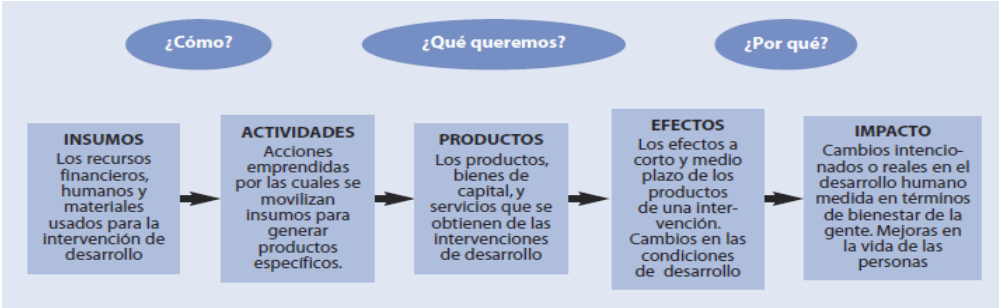 ¿Cómo?
¿Qué queremos?
¿Por qué?
INSUMOS
Los recursos
financieros,
humanos y
materiales
usados para la
intervención de
desarrollo
ACTIVIDADES
Acciones
emprendidas
por las cuales se
movilizan
insumos para
generar
productos
específicos.
PRODUCTOS
Los productos,
bienes de
capital, y
servicios que se
obtienen de las
intervenciones
de desarrollo
EFECTOS
Los efectos a
corto y medio
plazo de los
productos
de una inter-
vención.
Cambios en las
condiciones
de desarrollo
IMPACTO
Cambios intencio-
nados o reales en el
desarrollo humano
medida en términos
de bienestar de la
gente. Mejoras en
la vida de las
personas